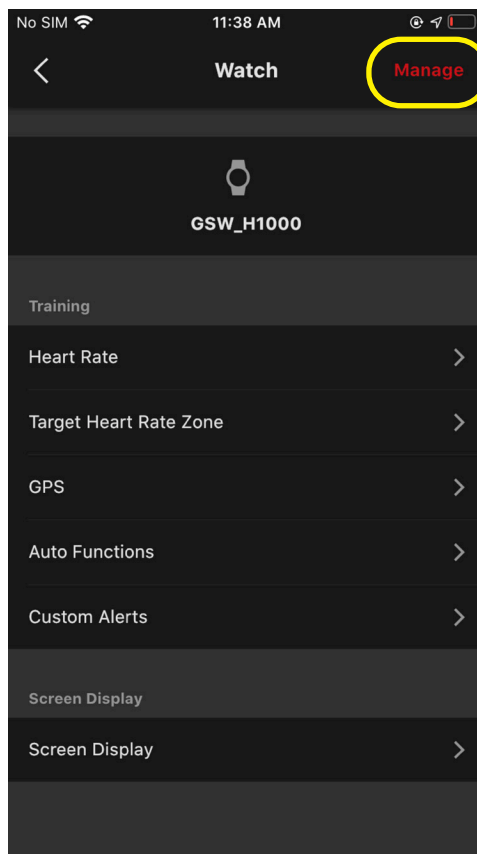 No SIM 11:38 AM
Watch Manage
GSW_H1000
Training
Heart Rate
Target Heart Rate Zone
GPS
Auto Functions
Custom Alerts
Screen Display
Screen Display